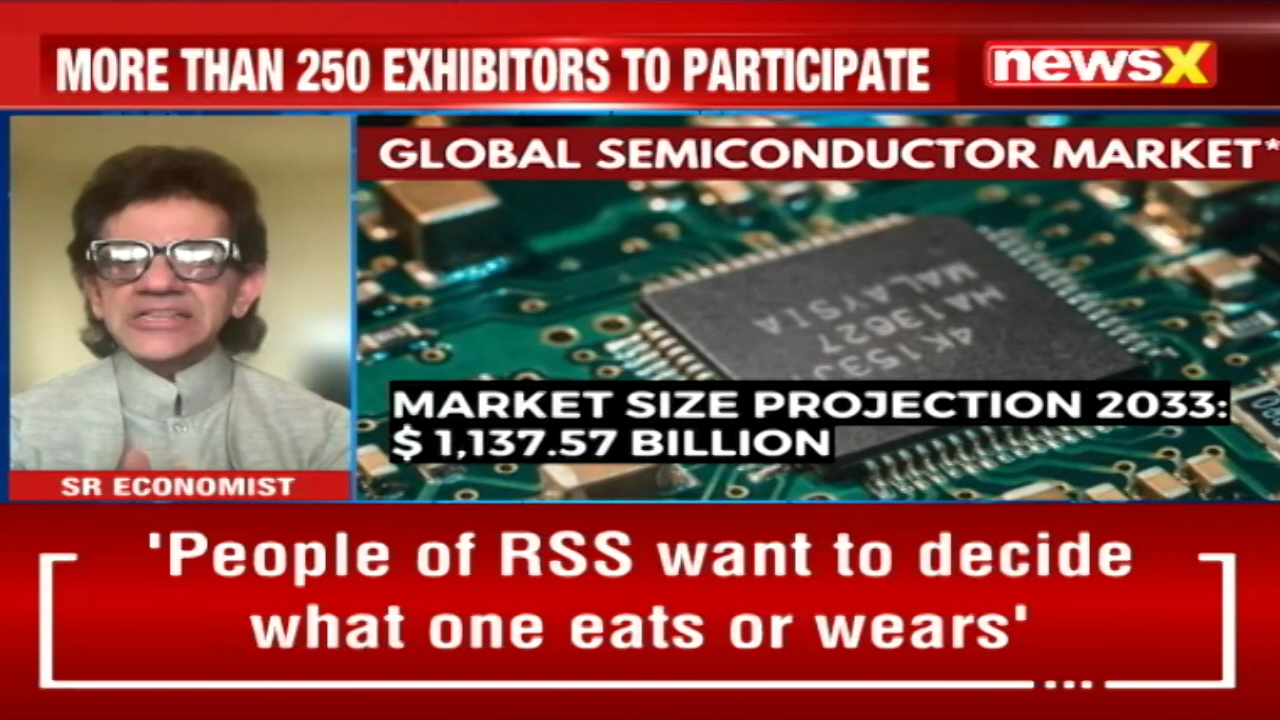 MORE THAN 250 EXHIBITORS TO PARTICIPATE
newsX
GLOBAL SEMICONDUCTOR MARKET*
MALAYSIA
HA13627
4K153J
MARKET SIZE PROJECTION 2033:
$ 1,137.57 BILLION
SR ECONOMIST
'People of RSS want to decide
what one eats or wears'